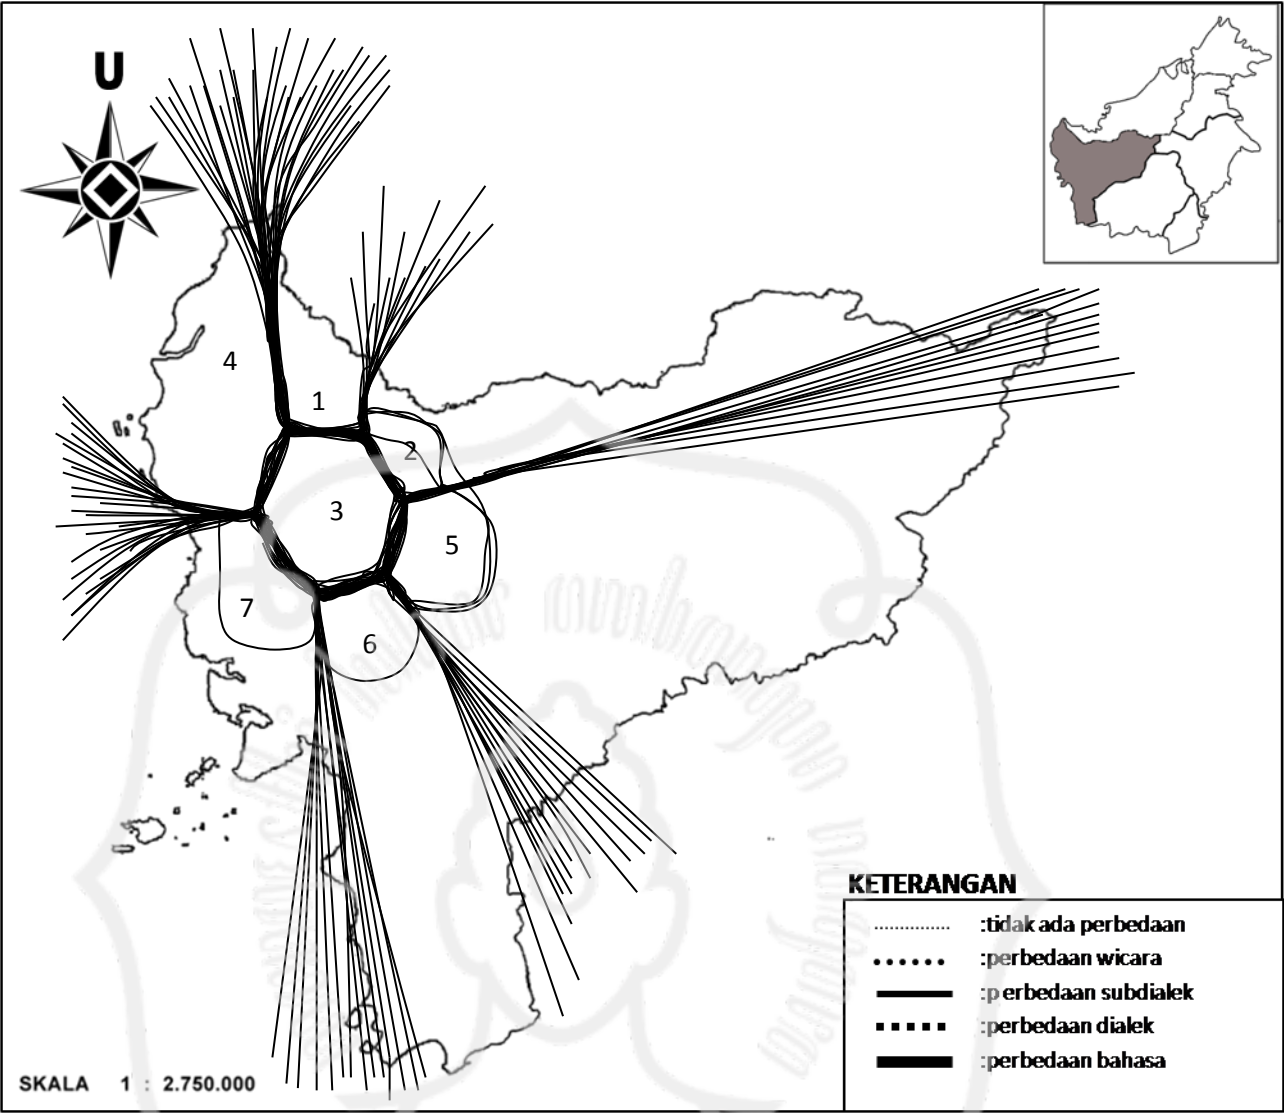 U
4
1
2
3
5
7
6
KETERANGAN
:tidak ada perbedaan
:perbedaan wicara
:p erbedaan subdialek
:perbedaan dialek
:perbedaan bahasa
SKALA 1 : 2.750.000